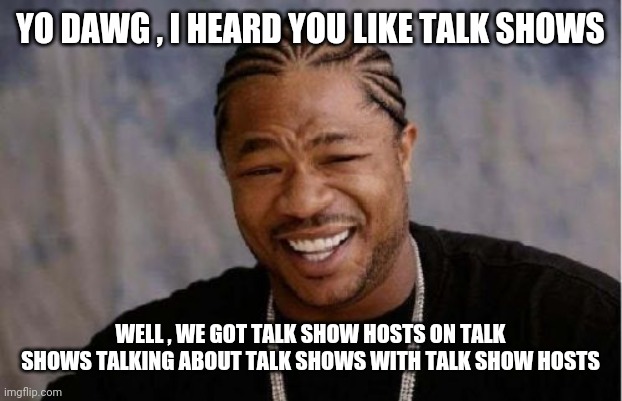 YO DAWG , I HEARD YOU LIKE TALK SHOWS
WELL , WE GOT TALK SHOW HOSTS ON TALK
SHOWS TALKING ABOUT TALK SHOWS WITH TALK SHOW HOSTS
imgflip.com